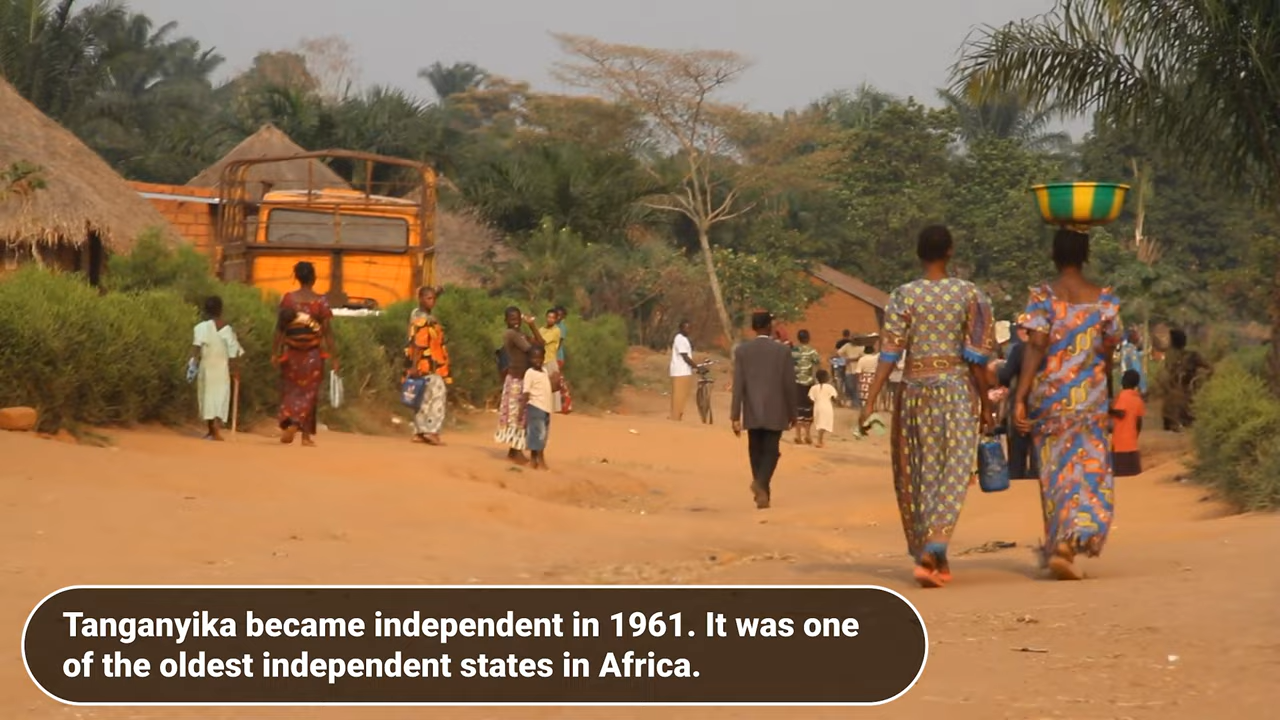 Tanganyika became independent in 1961. It was one
of the oldest independent states in Africa.